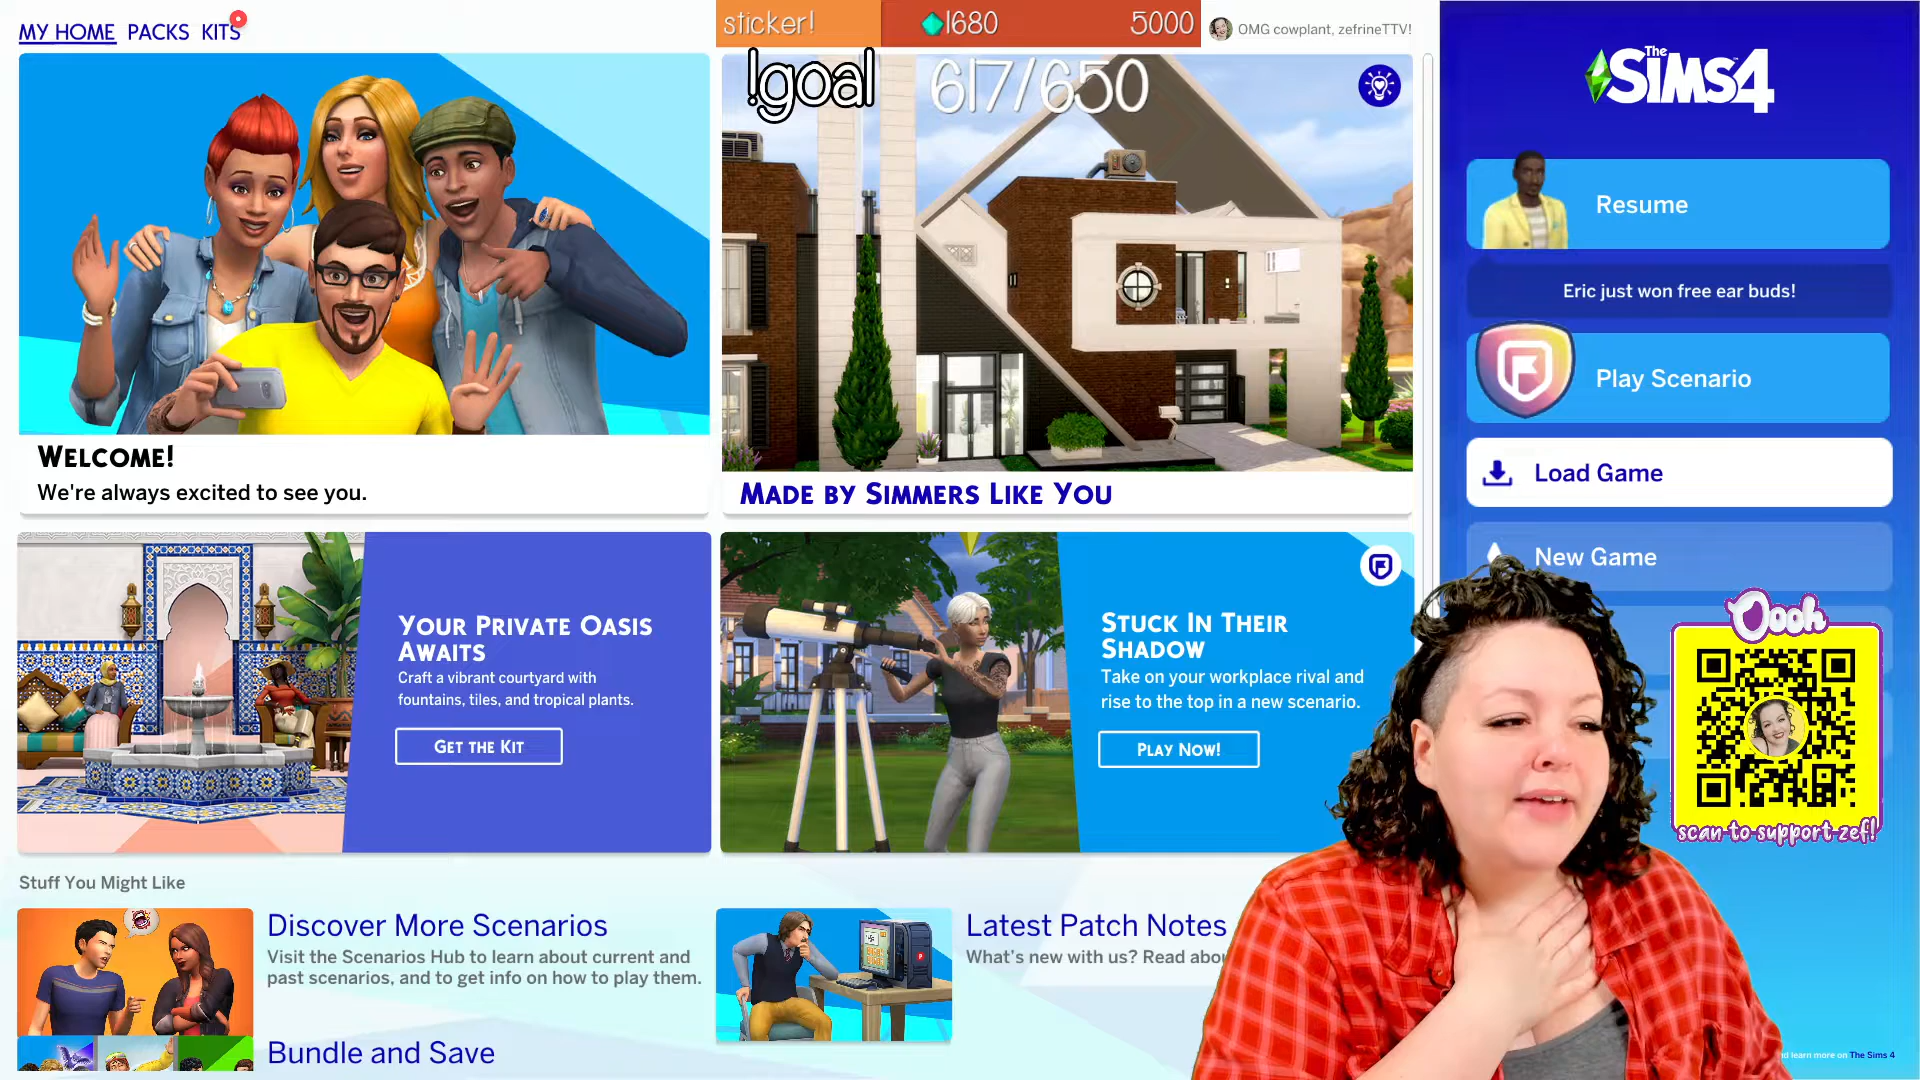 MY HOME PACKS KITS
sticker!
1680
5000
OMG cowplant, zefrineTTV!
!goal 617/650
WELCOME!
We're always excited to see you.
MADE BY SIMMERS LIKE YOU
YOUR PRIVATE OASIS
AWAITS
Craft a vibrant courtyard with
fountains, tiles, and tropical plants.
GET THE KIT
STUCK IN THEIR
SHADOW
Take on your workplace rival and
rise to the top in a new scenario.
PLAY NOW!
Stuff You Might Like
Discover More Scenarios
Visit the Scenarios Hub to learn about current and
past scenarios, and to get info on how to play them.
Latest Patch Notes
What's new with us? Read
Bundle and Save
The SIMS 4
Resume
Eric just won free ear buds!
Play Scenario
Load Game
New Game
Oooh
scan to support zef!
learn more on The Sims 4